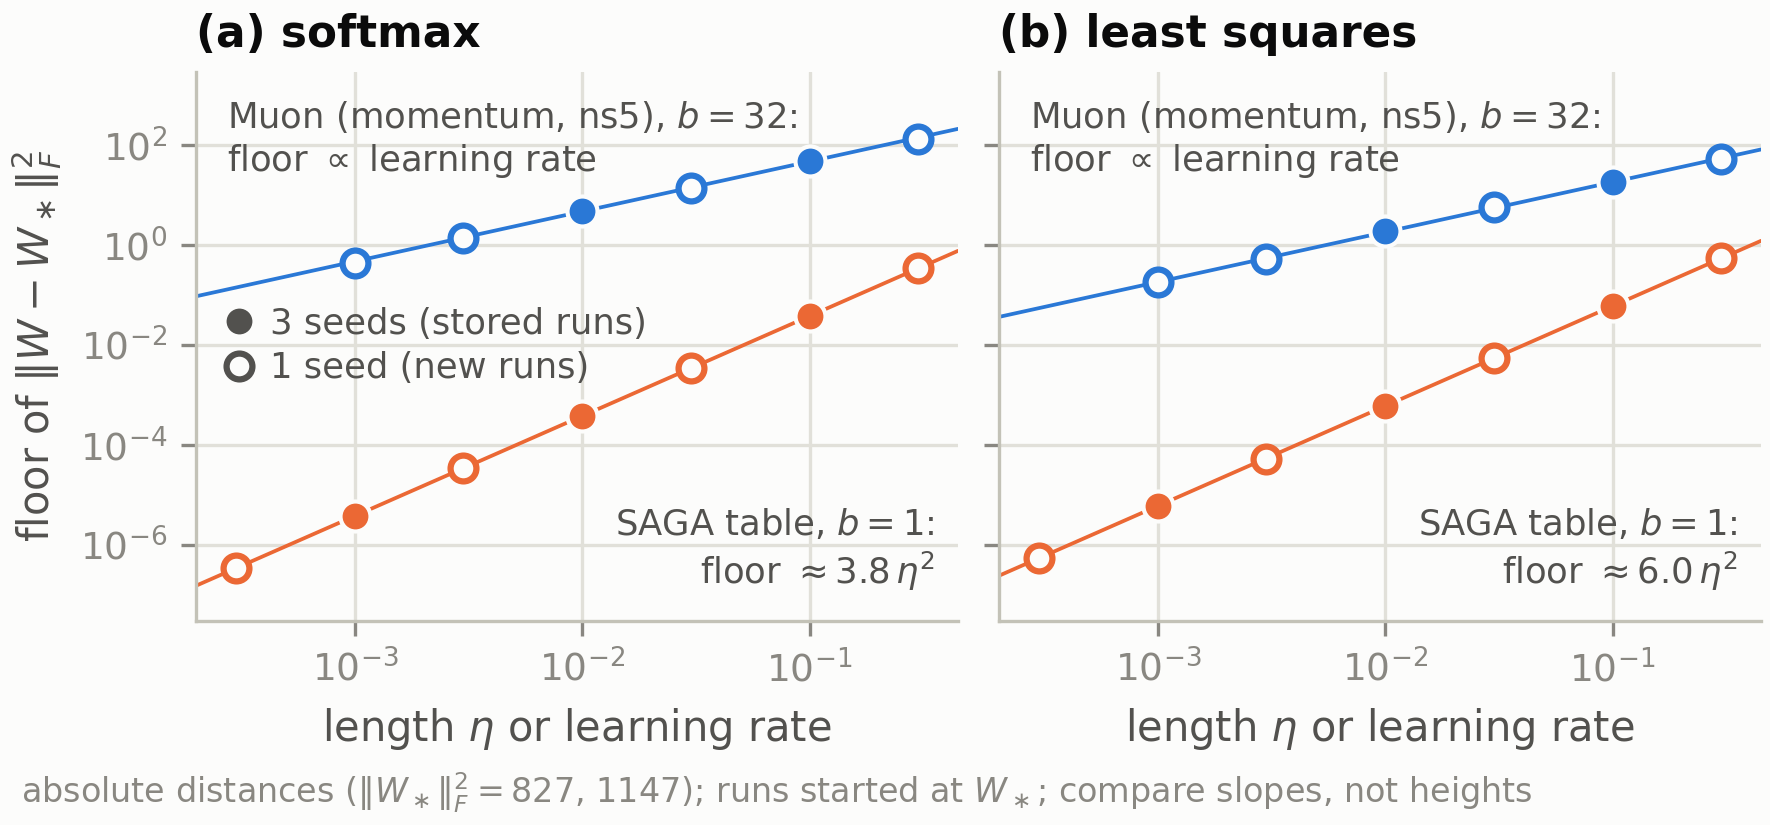 (a) softmax
(b) least squares
floor of ‖W − W∗‖²_F
10²
10⁰
10⁻²
10⁻⁴
10⁻⁶
Muon (momentum, ns5), b = 32:
floor ∝ learning rate
3 seeds (stored runs)
1 seed (new runs)
SAGA table, b = 1:
floor ≈ 3.8 η²
10⁻³
10⁻²
10⁻¹
length η or learning rate
Muon (momentum, ns5), b = 32:
floor ∝ learning rate
SAGA table, b = 1:
floor ≈ 6.0 η²
10⁻³
10⁻²
10⁻¹
length η or learning rate
absolute distances (‖W∗‖²_F = 827, 1147); runs started at W∗; compare slopes, not heights